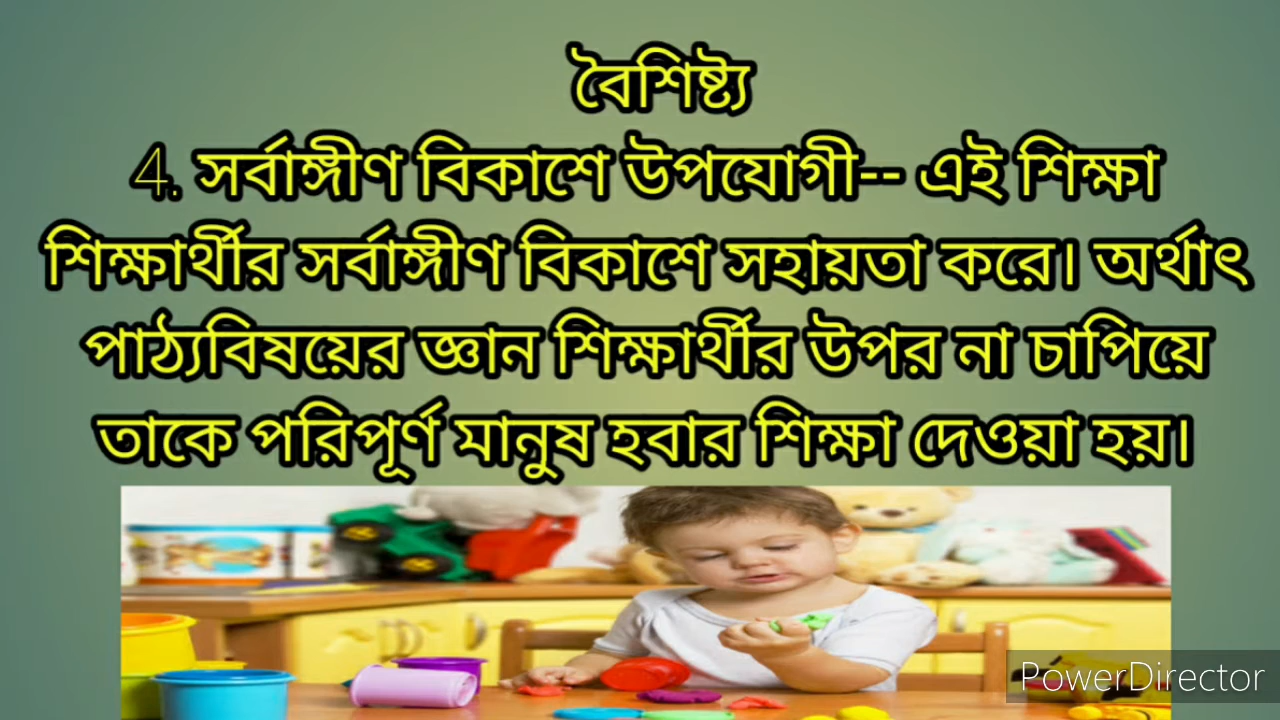 বৈশিষ্ট্য
4. সর্বাঙ্গীণ বিকাশে উপযোগী-- এই শিক্ষা
শিক্ষার্থীর সর্বাঙ্গীণ বিকাশে সহায়তা করে। অর্থাৎ
পাঠ্যবিষয়ের জ্ঞান শিক্ষার্থীর উপর না চাপিয়ে
তাকে পরিপূর্ণ মানুষ হবার শিক্ষা দেওয়া হয়।
PowerDirector